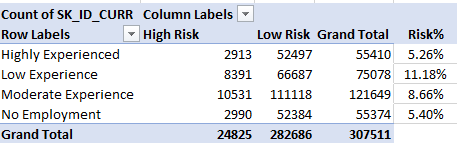 Count of SK_ID_CURR Column Labels
Row Labels High Risk Low Risk Grand Total Risk%
Highly Experienced 2913 52497 55410 5.26%
Low Experience 8391 66687 75078 11.18%
Moderate Experience 10531 111118 121649 8.66%
No Employment 2990 52384 55374 5.40%
Grand Total 24825 282686 307511